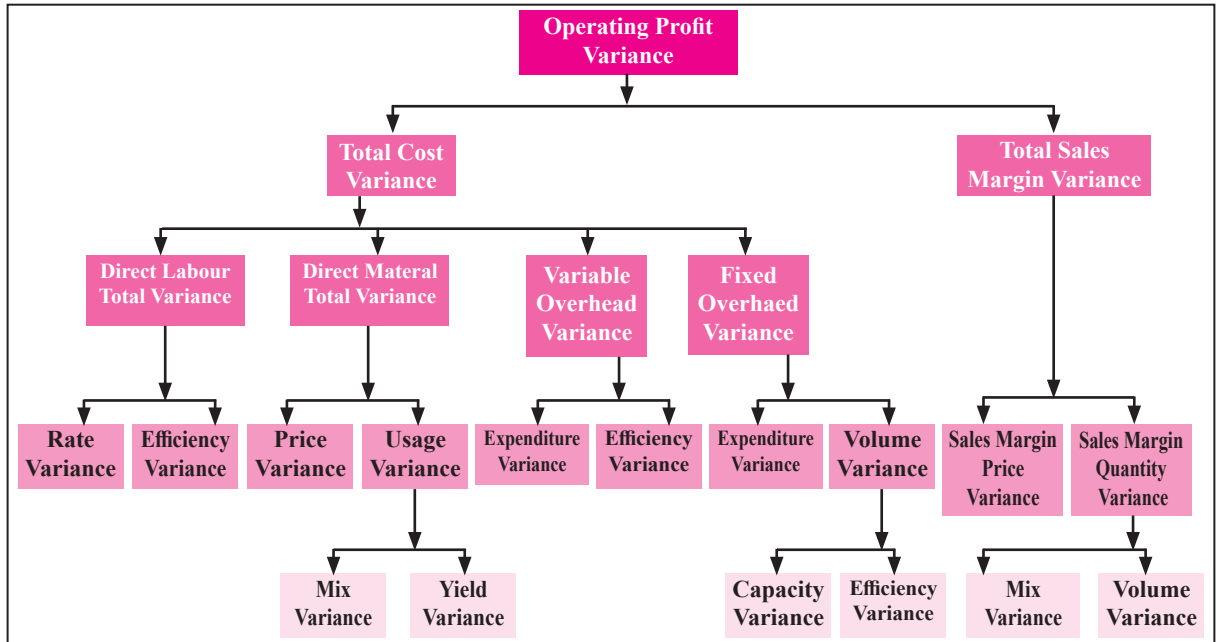 Operating Profit
Variance
Total Cost
Variance
Total Sales
Margin Variance
Direct Labour
Total Variance
Direct Materal
Total Variance
Variable
Overhead
Variance
Fixed
Overhaed
Variance
Rate
Variance
Efficiency
Variance
Price
Variance
Usage
Variance
Expenditure
Variance
Efficiency
Variance
Expenditure
Variance
Volume
Variance
Sales Margin
Price
Variance
Sales Margin
Quantity
Variance
Mix
Variance
Yield
Variance
Capacity
Variance
Efficiency
Variance
Mix
Variance
Volume
Variance